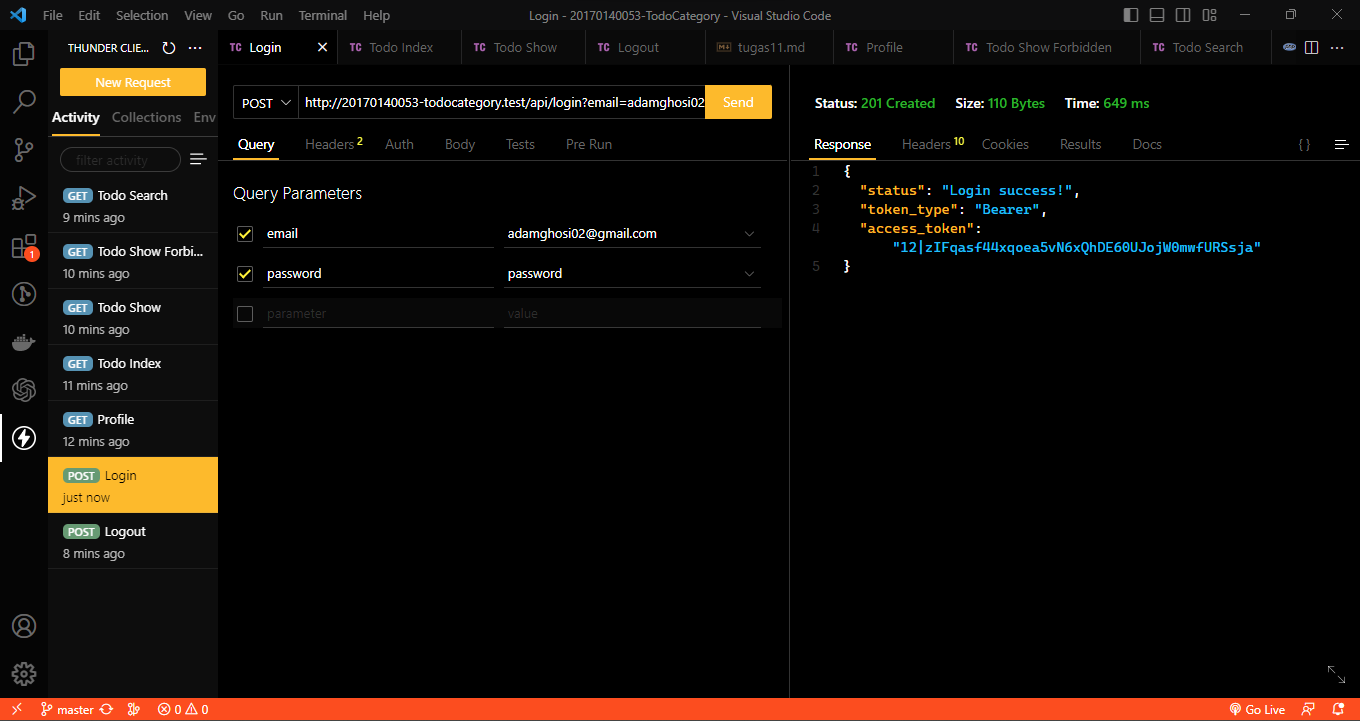 File Edit Selection View Go Run Terminal Help
Login - 20170140053-TodoCategory - Visual Studio Code
THUNDER CLIE...
New Request
Activity Collections Env
filter activity
GET Todo Search
9 mins ago
GET Todo Show Forbi...
10 mins ago
GET Todo Show
10 mins ago
GET Todo Index
11 mins ago
GET Profile
12 mins ago
POST Login
just now
POST Logout
8 mins ago
1
TC Login
TC Todo Index
TC Todo Show
TC Logout
tugas11.md
TC Profile
TC Todo Show Forbidden
TC Todo Search
POST http://20170140053-todocategory.test/api/login?email=adamghosi02 Send
Query Headers 2 Auth Body Tests Pre Run
Query Parameters
email adamghosi02@gmail.com
password password
parameter value
Status: 201 Created Size: 110 Bytes Time: 649 ms
Response Headers 10 Cookies Results Docs { }
1 {
2 "status": "Login success!",
3 "token_type": "Bearer",
4 "access_token":
"12|zIFqasf44xqoea5vN6xQhDE60UJojW0mwfURSsja"
5 }
master 0 0 Go Live